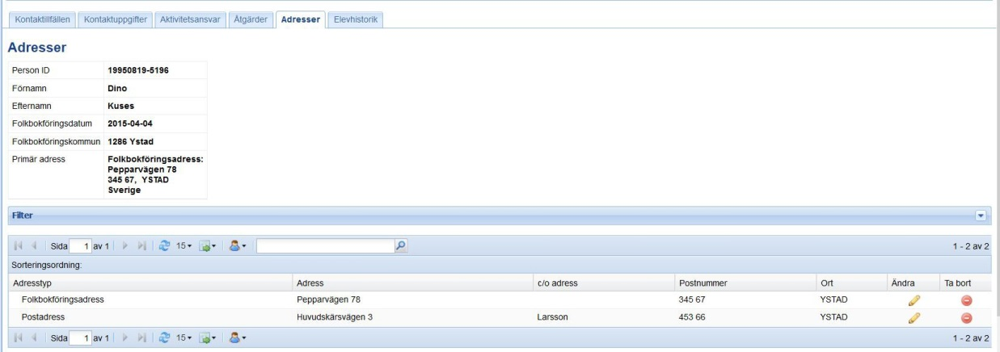 Kontakttillfällen Kontaktuppgifter Aktivitetsansvar Åtgärder Adresser Elevhistorik
Adresser
Person ID 19950819-5196
Förnamn Dino
Efternamn Kuses
Folkbokföringsdatum 2015-04-04
Folkbokföringskommun 1286 Ystad
Primär adress Folkbokföringsadress:
Pepparvägen 78
345 67, YSTAD
Sverige
Filter
Sida 1 av 1 15 1 - 2 av 2
Sorteringsordning:
Adresstyp Adress c/o adress Postnummer Ort Ändra Ta bort
Folkbokföringsadress Pepparvägen 78 345 67 YSTAD
Postadress Huvudskärsvägen 3 Larsson 453 66 YSTAD
Sida 1 av 1 15 1 - 2 av 2